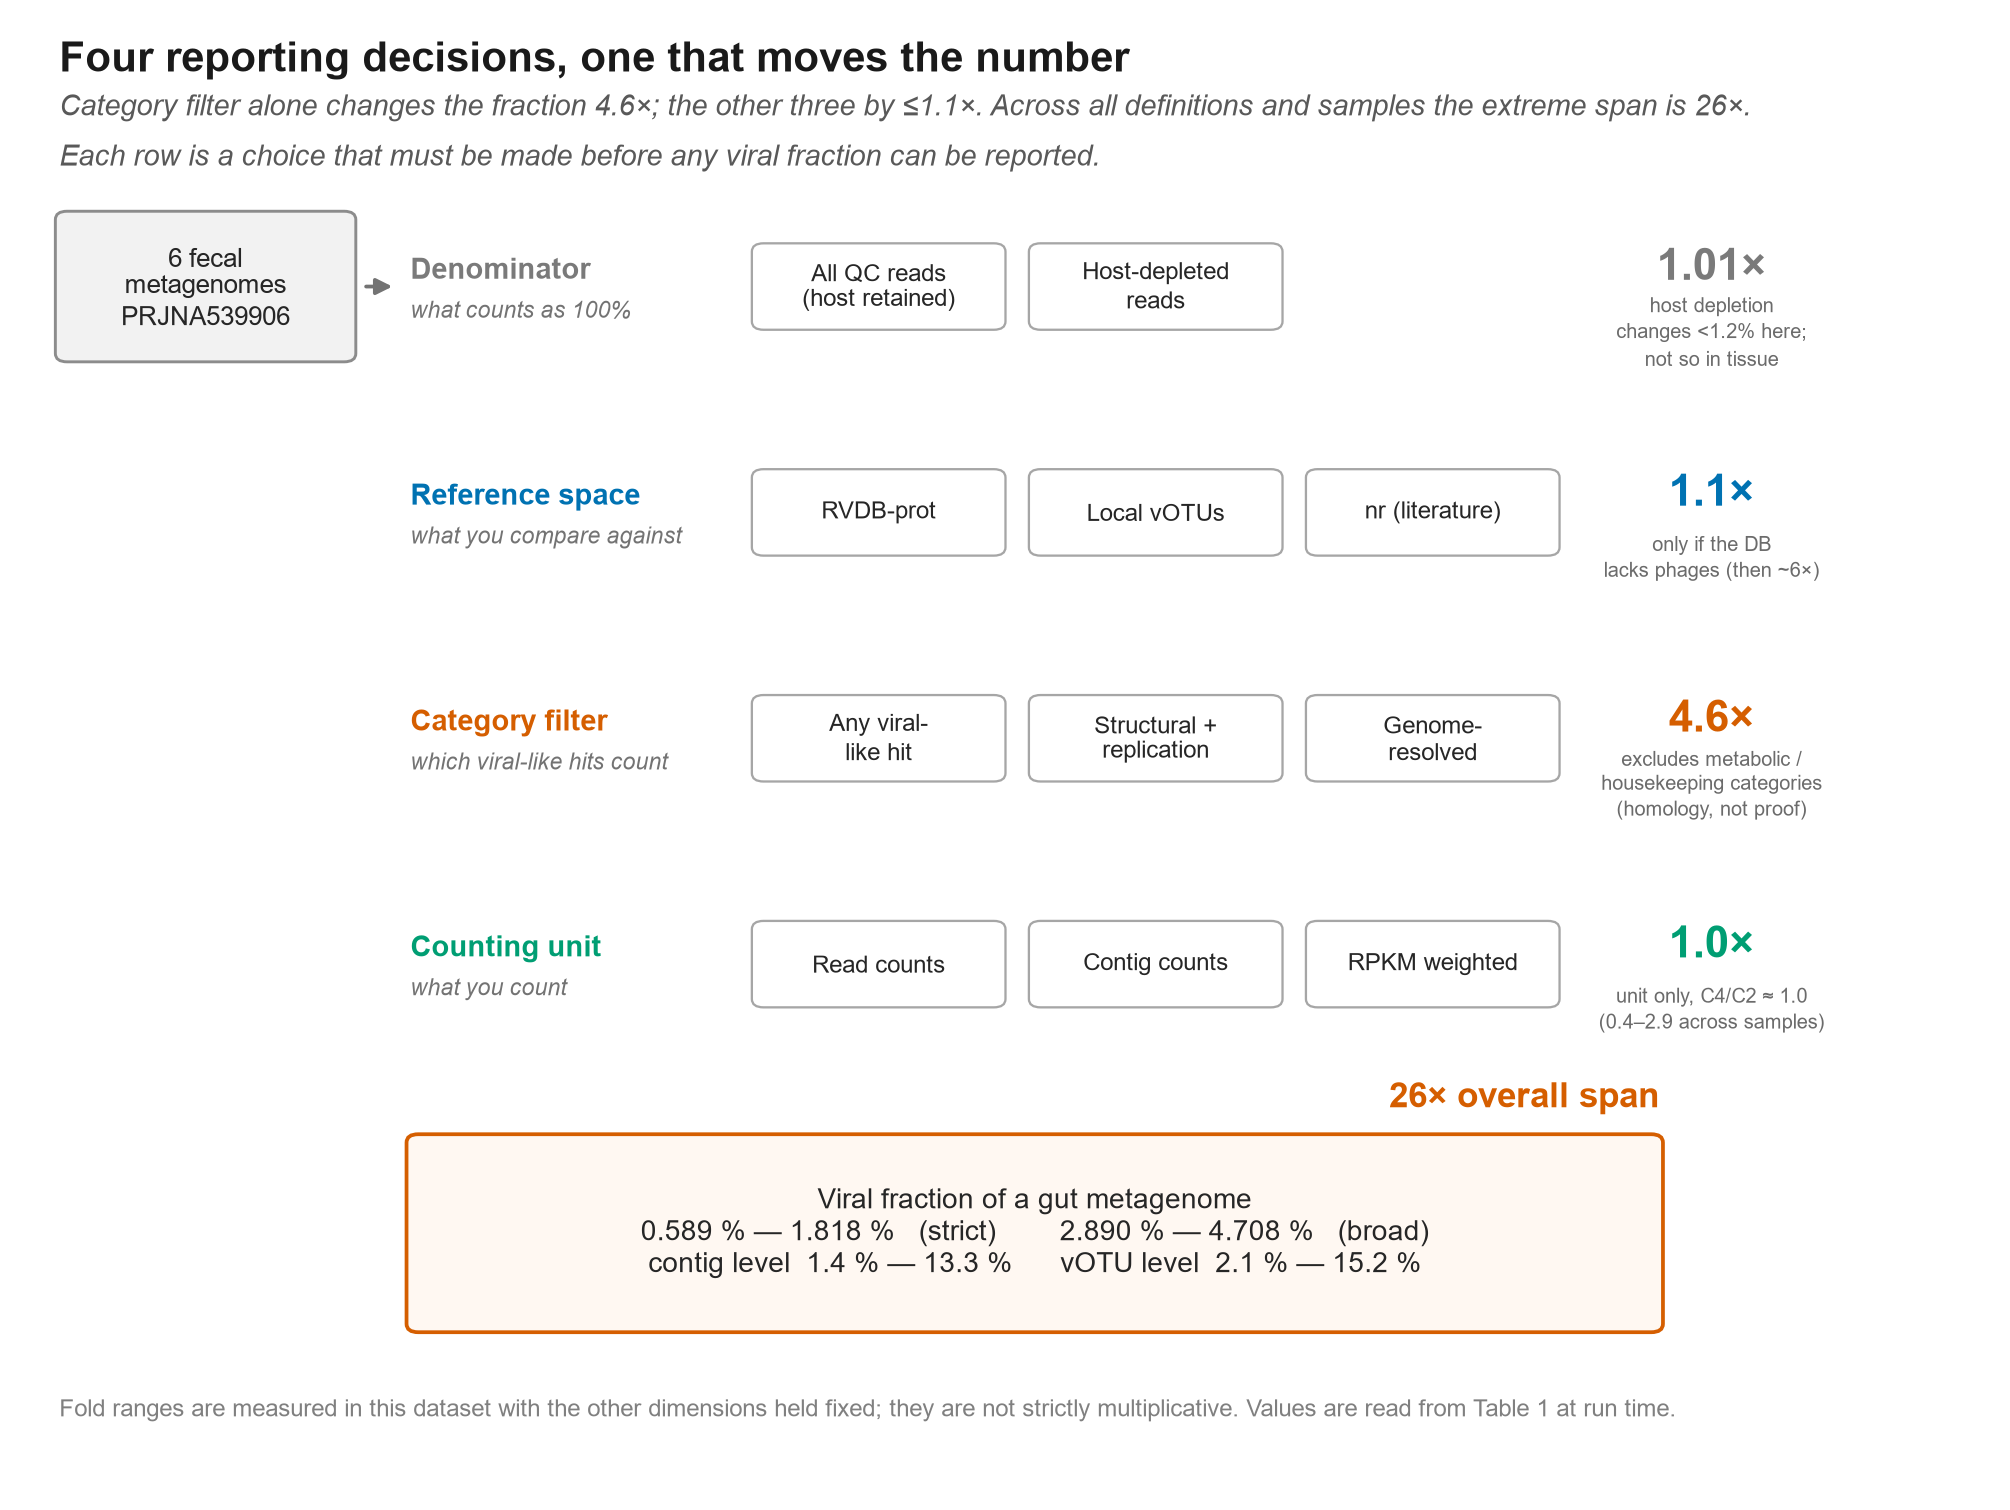 Four reporting decisions, one that moves the number
Category filter alone changes the fraction 4.6×; the other three by ≤1.1×. Across all definitions and samples the extreme span is 26×.
Each row is a choice that must be made before any viral fraction can be reported.
6 fecal
metagenomes
PRJNA539906
Denominator
what counts as 100%
All QC reads
(host retained)
Host-depleted
reads
1.01×
host depletion
changes <1.2% here;
not so in tissue
Reference space
what you compare against
RVDB-prot
Local vOTUs
nr (literature)
1.1×
only if the DB
lacks phages (then ~6×)
Category filter
which viral-like hits count
Any viral-
like hit
Structural +
replication
Genome-
resolved
4.6×
excludes metabolic /
housekeeping categories
(homology, not proof)
Counting unit
what you count
Read counts
Contig counts
RPKM weighted
1.0×
unit only, C4/C2 ≈ 1.0
(0.4–2.9 across samples)
26× overall span
Viral fraction of a gut metagenome
0.589 % — 1.818 % (strict) 2.890 % — 4.708 % (broad)
contig level 1.4 % — 13.3 % vOTU level 2.1 % — 15.2 %
Fold ranges are measured in this dataset with the other dimensions held fixed; they are not strictly multiplicative. Values are read from Table 1 at run time.